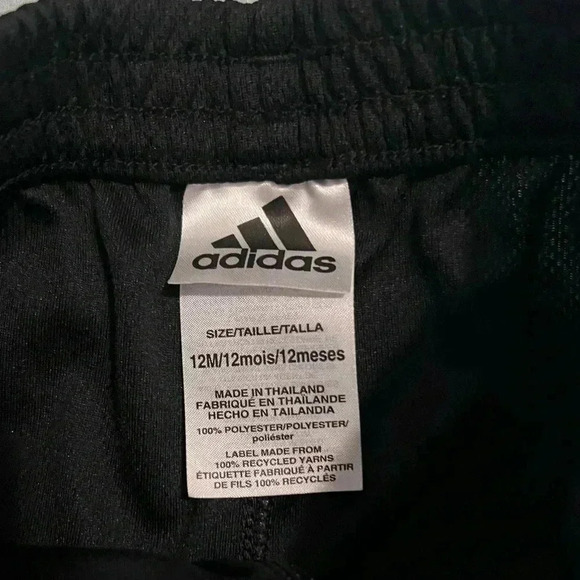 adidas
SIZE/TAILLE/TALLA
12M/12mois/12meses
MADE IN THAILAND
FABRIQUÉ EN THAÏLANDE
HECHO EN TAILANDIA
100% POLYESTER/POLYESTER/
poliéster
LABEL MADE FROM
100% RECYCLED YARNS
ÉTIQUETTE FABRIQUÉ À PARTIR
DE FILS 100% RECYCLÉS